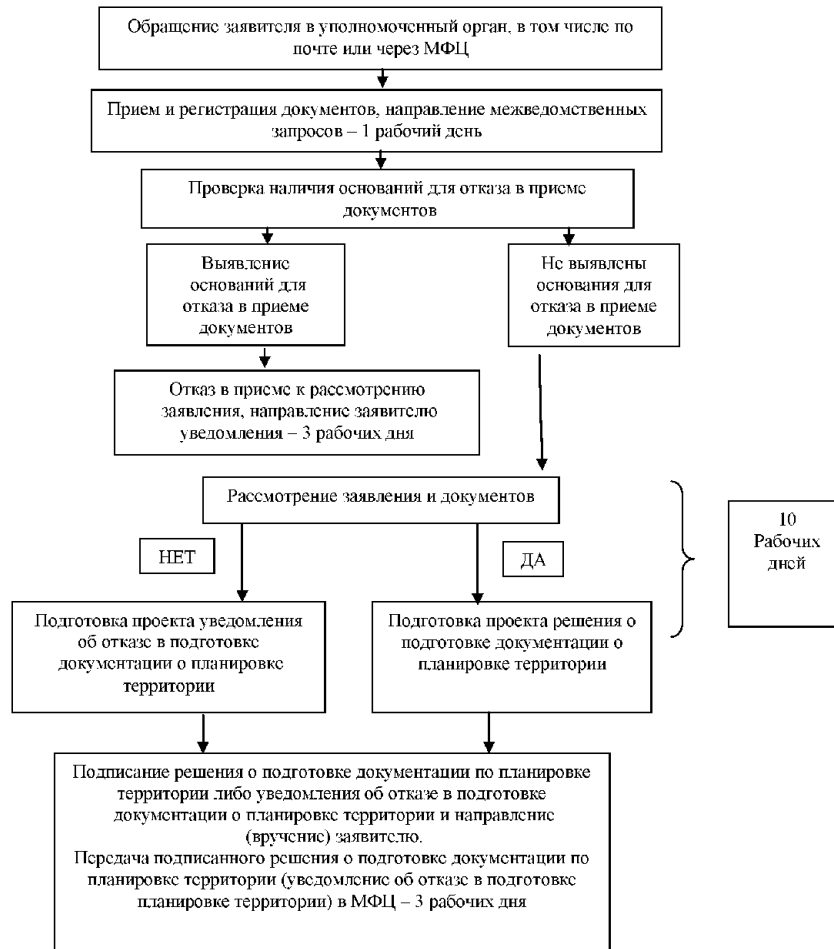 Обращение заявителя в уполномоченный орган, в том числе по
почте или через МФЦ
Прием и регистрация документов, направление межведомственных
запросов – 1 рабочий день
Проверка наличия оснований для отказа в приеме
документов
Выявление
оснований для
отказа в приеме
документов
Не выявлены
основания для
отказа в приеме
документов
Отказ в приеме к рассмотрению
заявления, направление заявителю
уведомления – 3 рабочих дня
Рассмотрение заявления и документов
10
Рабочих
дней
НЕТ
ДА
Подготовка проекта уведомления
об отказе в подготовке
документации о планировке
территории
Подготовка проекта решения о
подготовке документации о
планировке территории
Подписание решения о подготовке документации по планировке
территории либо уведомления об отказе в подготовке
документации о планировке территории и направление
(вручение) заявителю.
Передача подписанного решения о подготовке документации по
планировке территории (уведомление об отказе в подготовке
планировке территории) в МФЦ – 3 рабочих дня